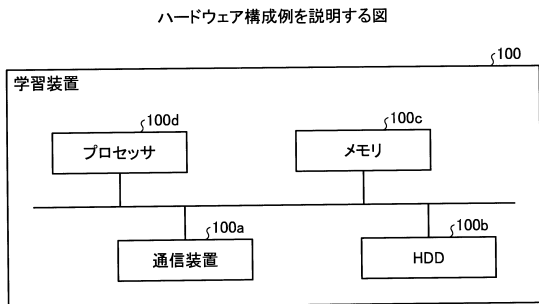 ハードウェア構成例を説明する図
100
学習装置
100d
プロセッサ
100c
メモリ
100a
通信装置
100b
HDD